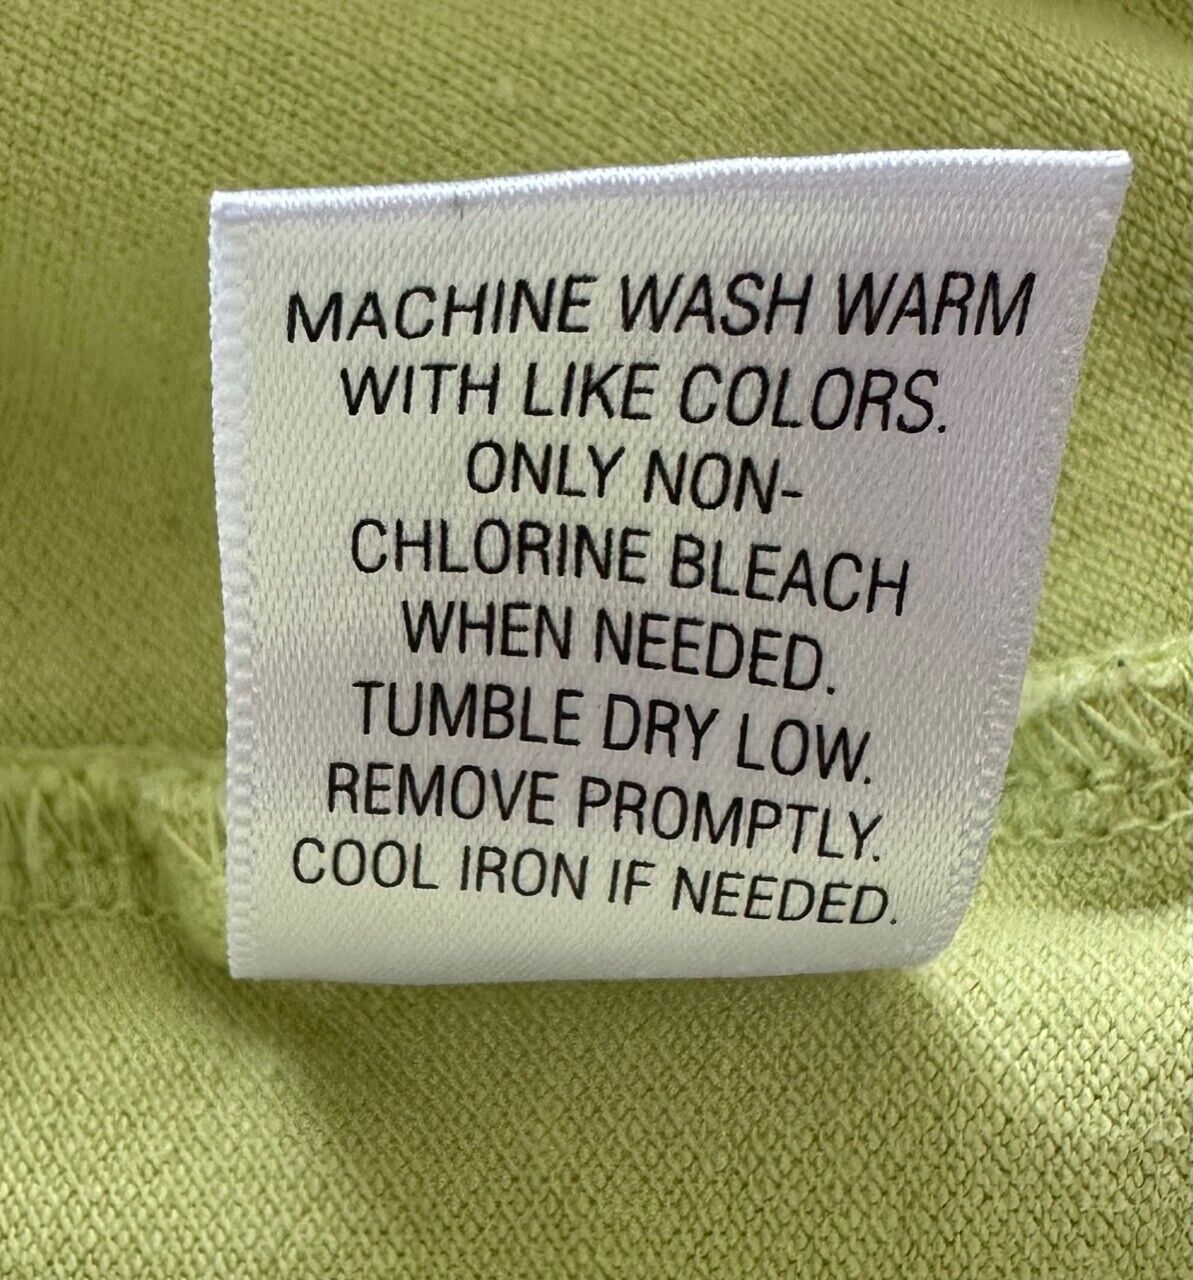 MACHINE WASH WARM
WITH LIKE COLORS.
ONLY NON-
CHLORINE BLEACH
WHEN NEEDED.
TUMBLE DRY LOW.
REMOVE PROMPTLY.
COOL IRON IF NEEDED.